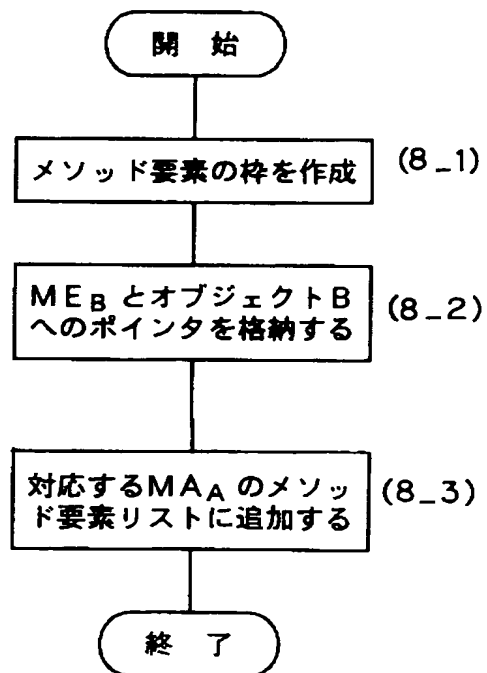 開 始
メソッド要素の枠を作成
(8_1)
MEBとオブジェクトB
へのポインタを格納する
(8_2)
対応するMAAのメソッ
ド要素リストに追加する
(8_3)
終 了